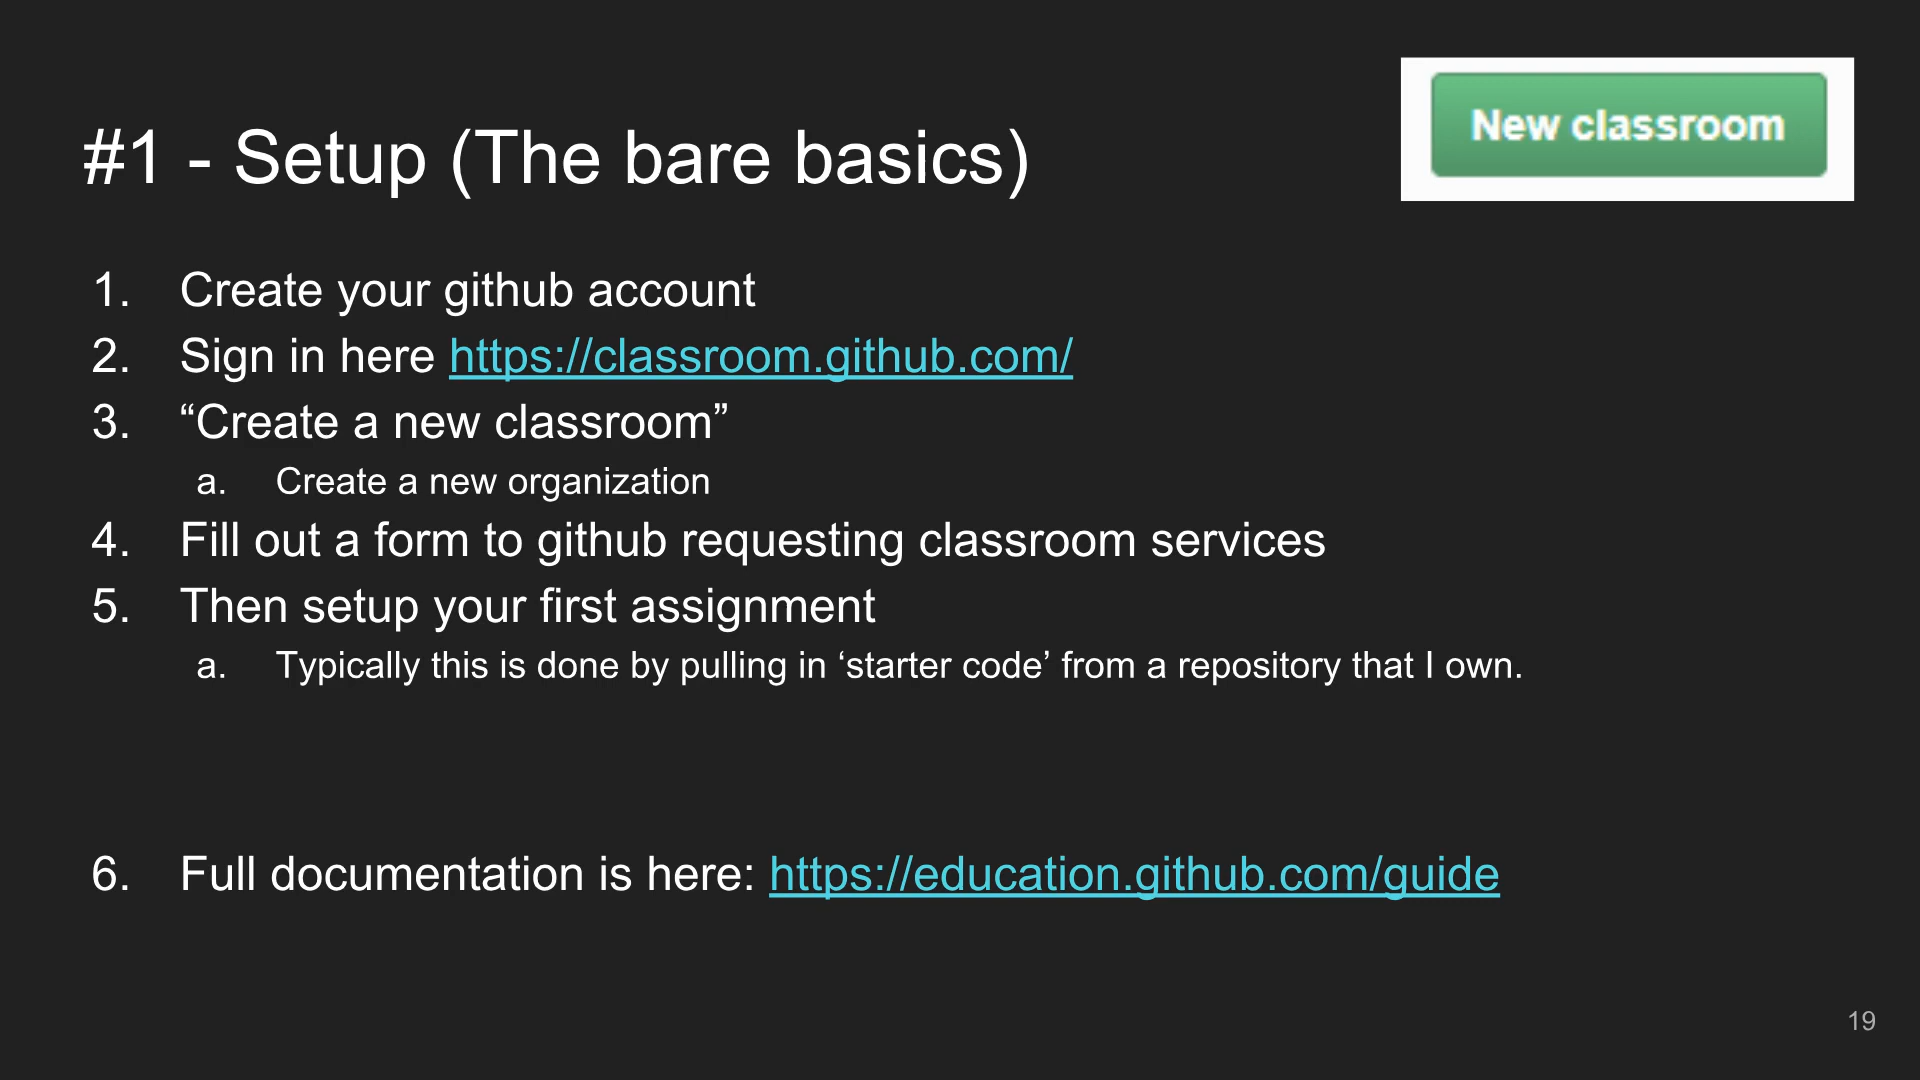 New classroom
#1 - Setup (The bare basics)
1. Create your github account
2. Sign in here https://classroom.github.com/
3. “Create a new classroom”
a. Create a new organization
4. Fill out a form to github requesting classroom services
5. Then setup your first assignment
a. Typically this is done by pulling in ‘starter code’ from a repository that I own.
6. Full documentation is here: https://education.github.com/guide
19